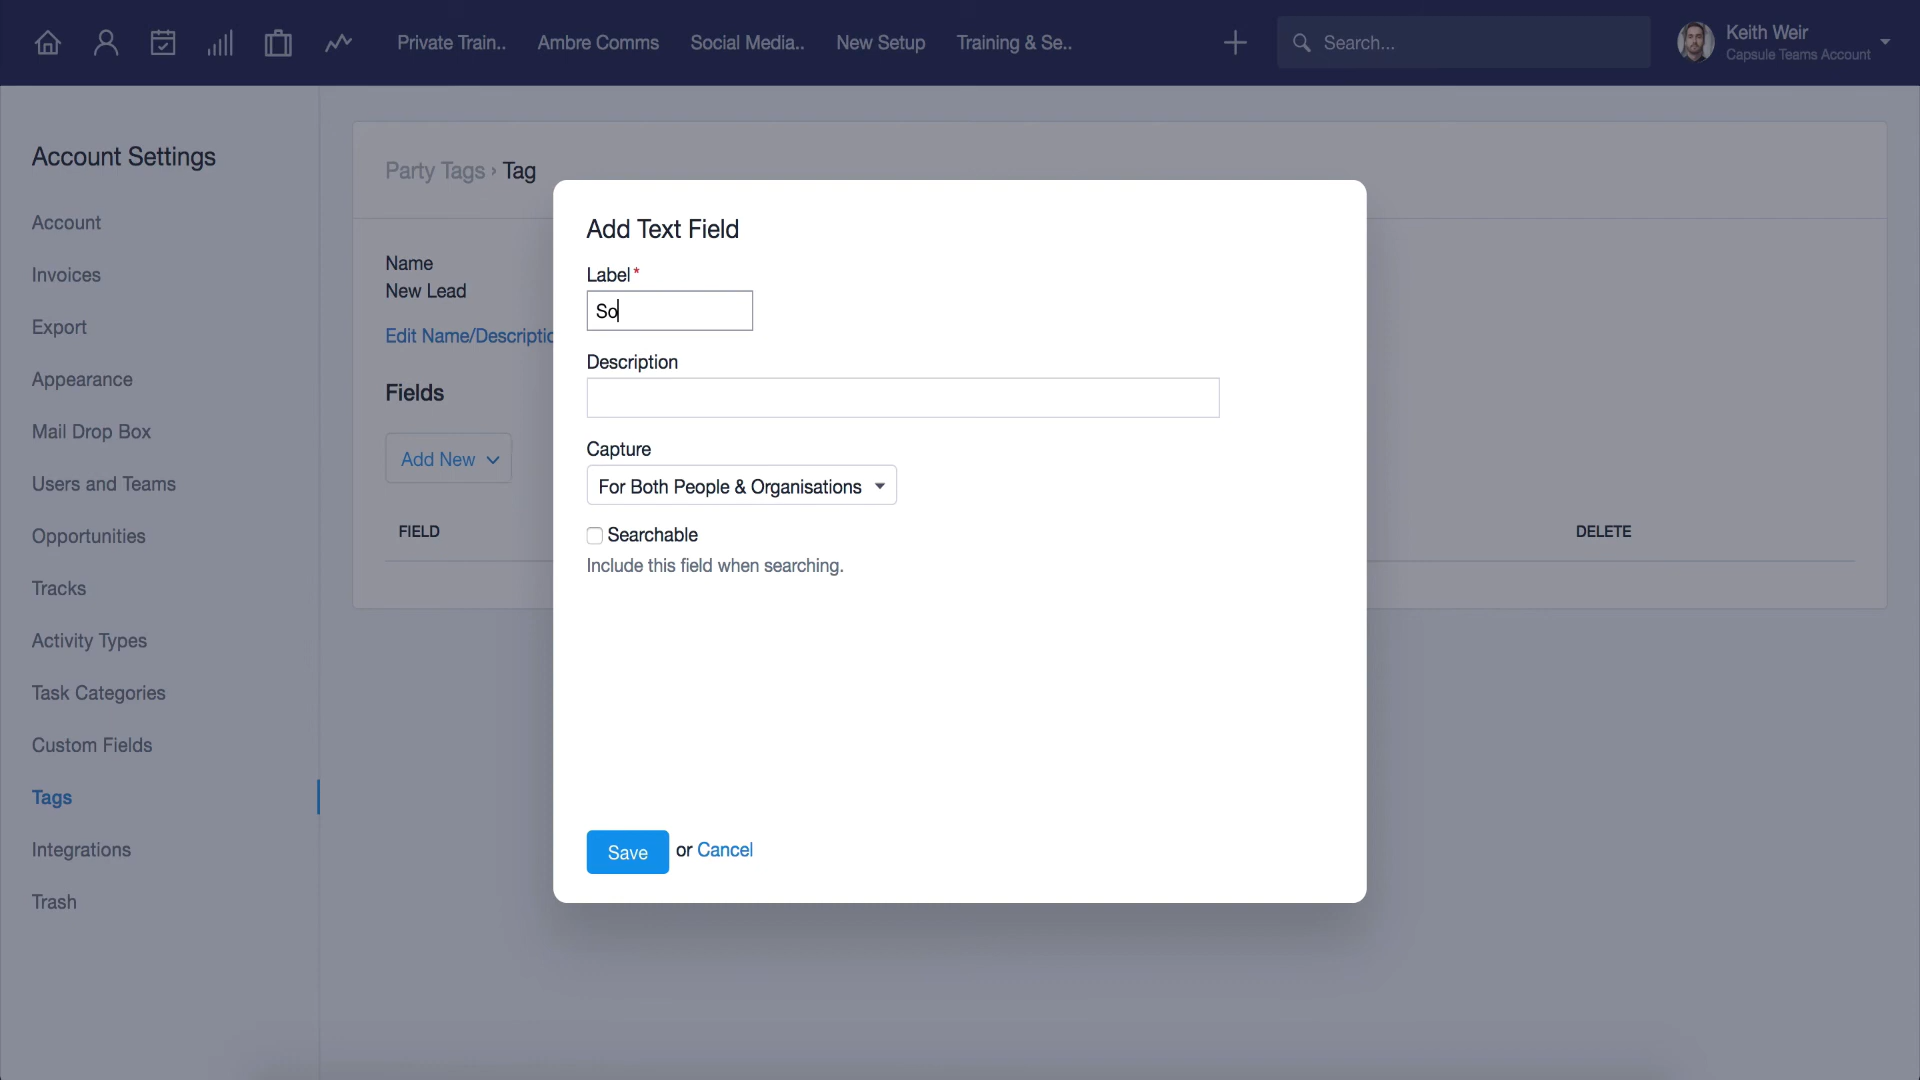 Private Train.. Ambre Comms Social Media.. New Setup Training & Se.. Search... Keith Weir
Capsule Teams Account
Account Settings
Account
Invoices
Export
Appearance
Mail Drop Box
Users and Teams
Opportunities
Tracks
Activity Types
Task Categories
Custom Fields
Tags
Integrations
Trash
Party Tags › Tag
Name
New Lead
Edit Name/Descriptio
Fields
Add New
FIELD DELETE
Add Text Field
Label*
So
Description
Capture
For Both People & Organisations
Searchable
Include this field when searching.
Save or Cancel